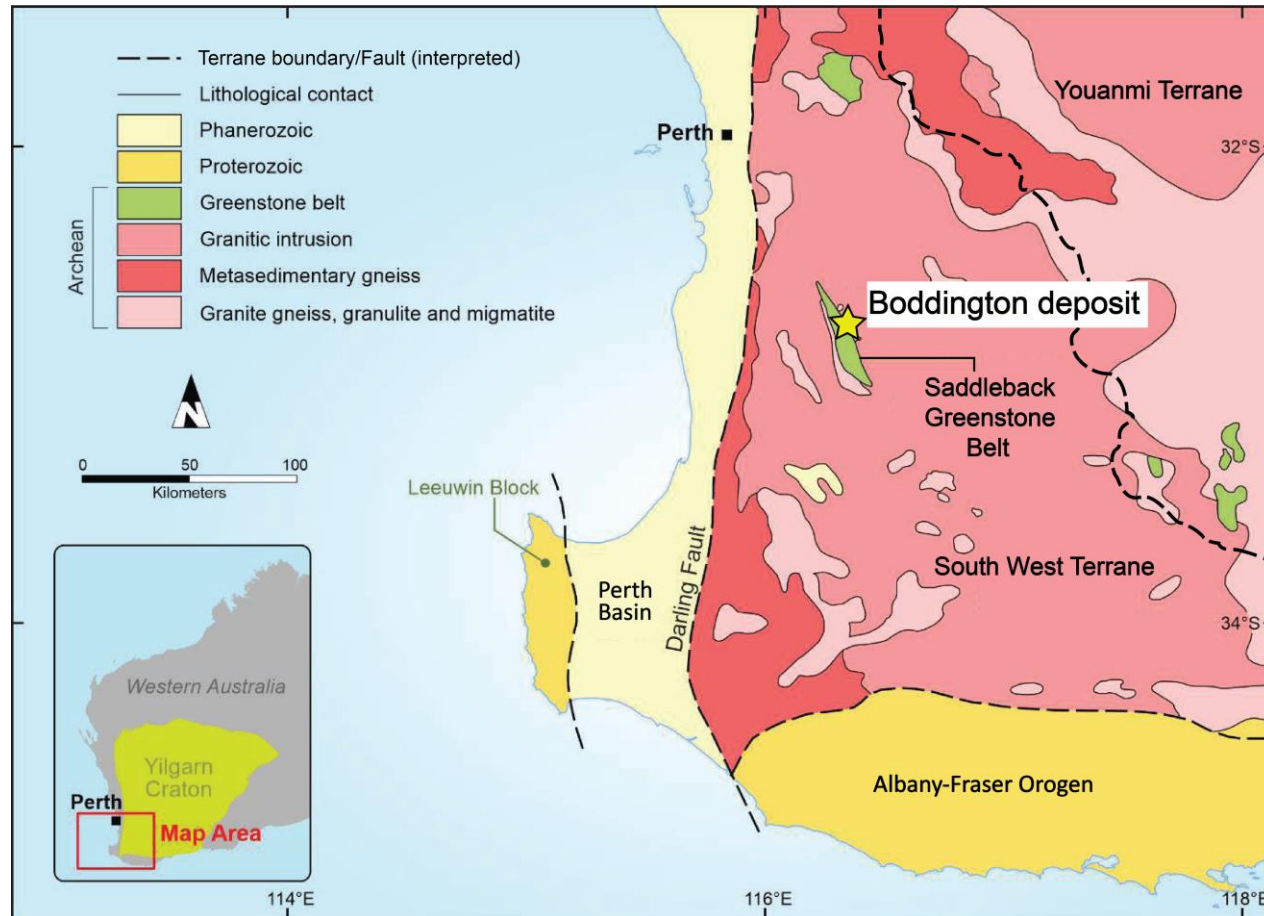 Terrane boundary/Fault (interpreted)
Lithological contact
Phanerozoic
Proterozoic
Archean
Greenstone belt
Granitic intrusion
Metasedimentary gneiss
Granite gneiss, granulite and migmatite
N
0 50 100
Kilometers
Perth
Youanmi Terrane
32°S
Boddington deposit
Saddleback
Greenstone
Belt
Leeuwin Block
Perth
Basin
Darling Fault
South West Terrane
34°S
Albany-Fraser Orogen
Western Australia
Yilgarn
Craton
Perth
Map Area
114°E
116°E
118°E